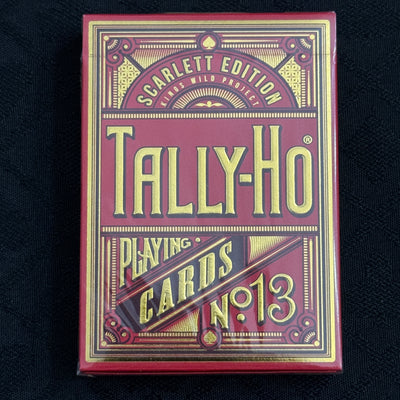 SCARLETT EDITION
KINGS WILD PROJECT
TALLY-HO®
PLAYING
CARDS
No13